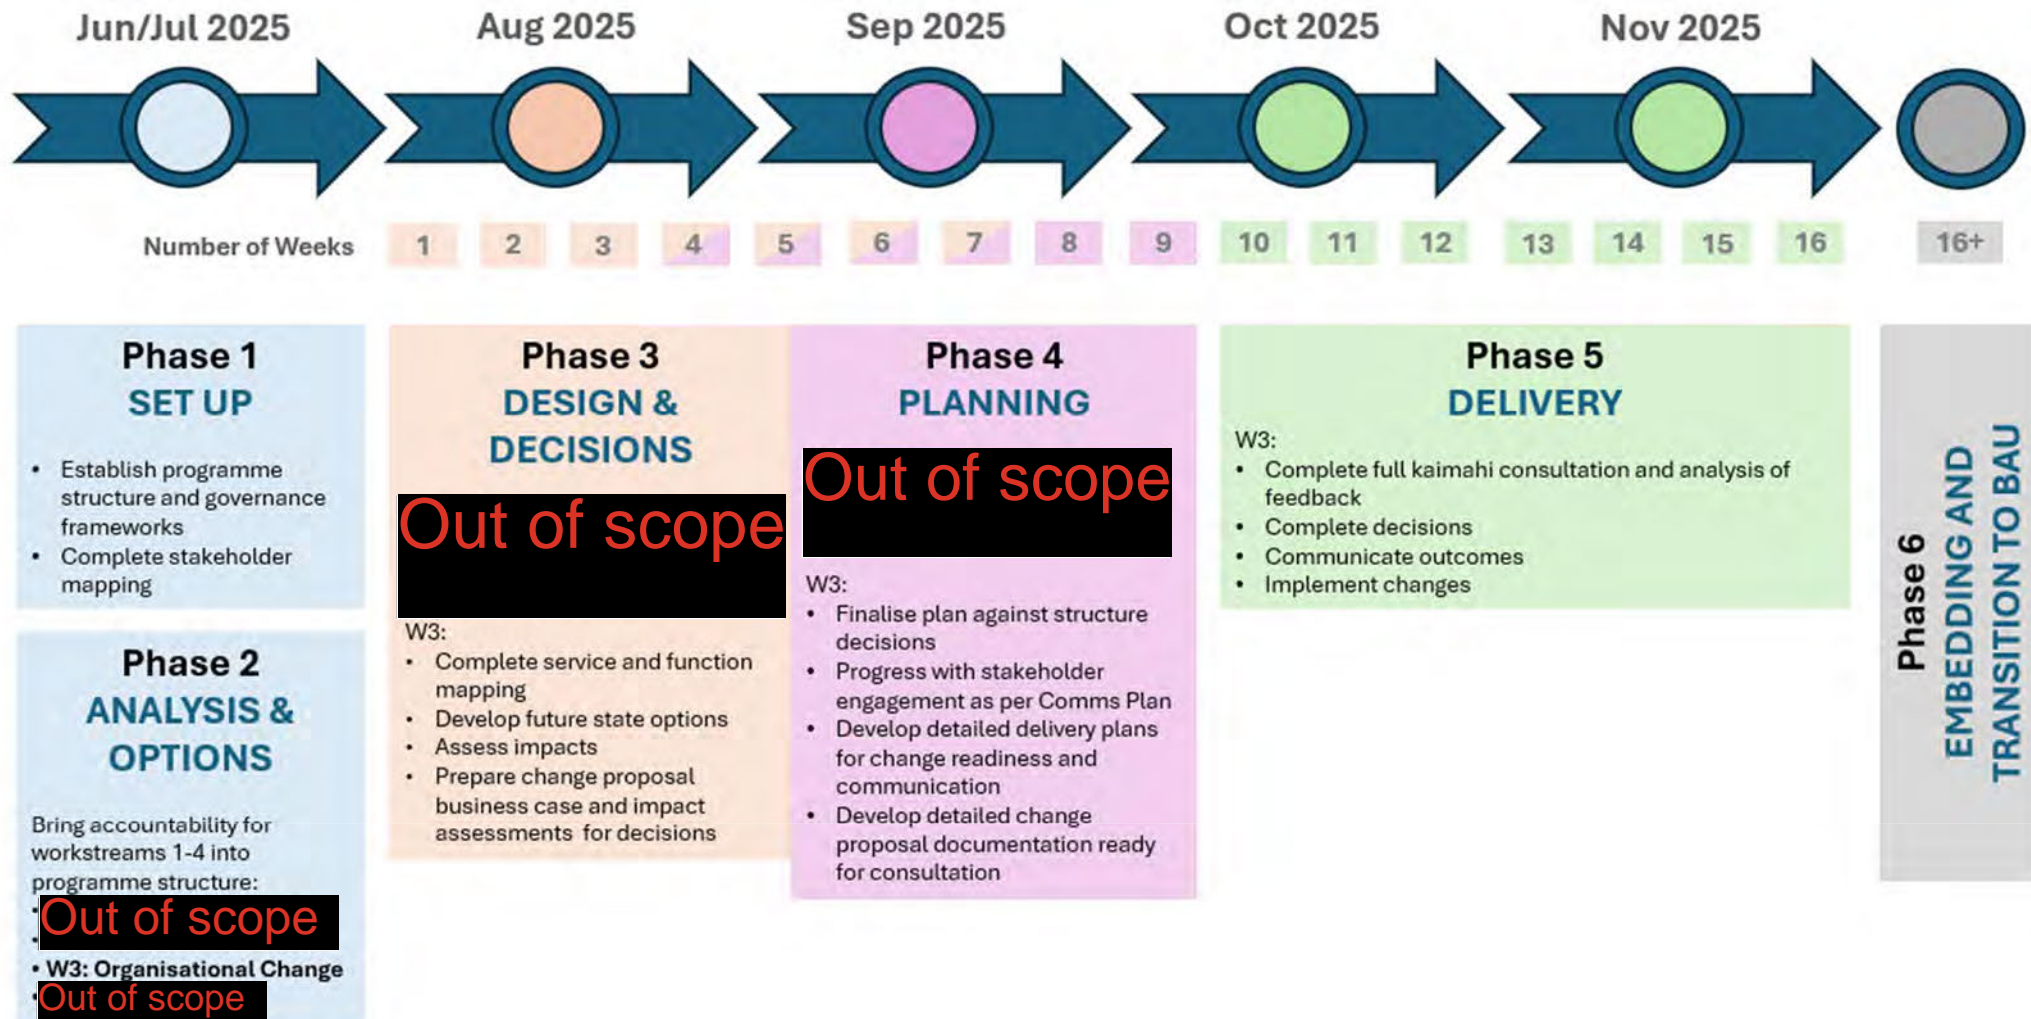 Jun/Jul 2025
Aug 2025
Sep 2025
Oct 2025
Nov 2025
Number of Weeks
1 2 3 4 5 6 7 8 9 10 11 12 13 14 15 16 16+
Phase 1
SET UP
• Establish programme
structure and governance
frameworks
• Complete stakeholder
mapping
Phase 2
ANALYSIS &
OPTIONS
Bring accountability for
workstreams 1-4 into
programme structure:
• Out of scope
•
• W3: Organisational Change
• Out of scope
Phase 3
DESIGN &
DECISIONS
Out of scope
W3:
• Complete service and function
mapping
• Develop future state options
• Assess impacts
• Prepare change proposal
business case and impact
assessments for decisions
Phase 4
PLANNING
Out of scope
W3:
• Finalise plan against structure
decisions
• Progress with stakeholder
engagement as per Comms Plan
• Develop detailed delivery plans
for change readiness and
communication
• Develop detailed change
proposal documentation ready
for consultation
Phase 5
DELIVERY
W3:
• Complete full kaimahi consultation and analysis of
feedback
• Complete decisions
• Communicate outcomes
• Implement changes
Phase 6
EMBEDDING AND
TRANSITION TO BAU